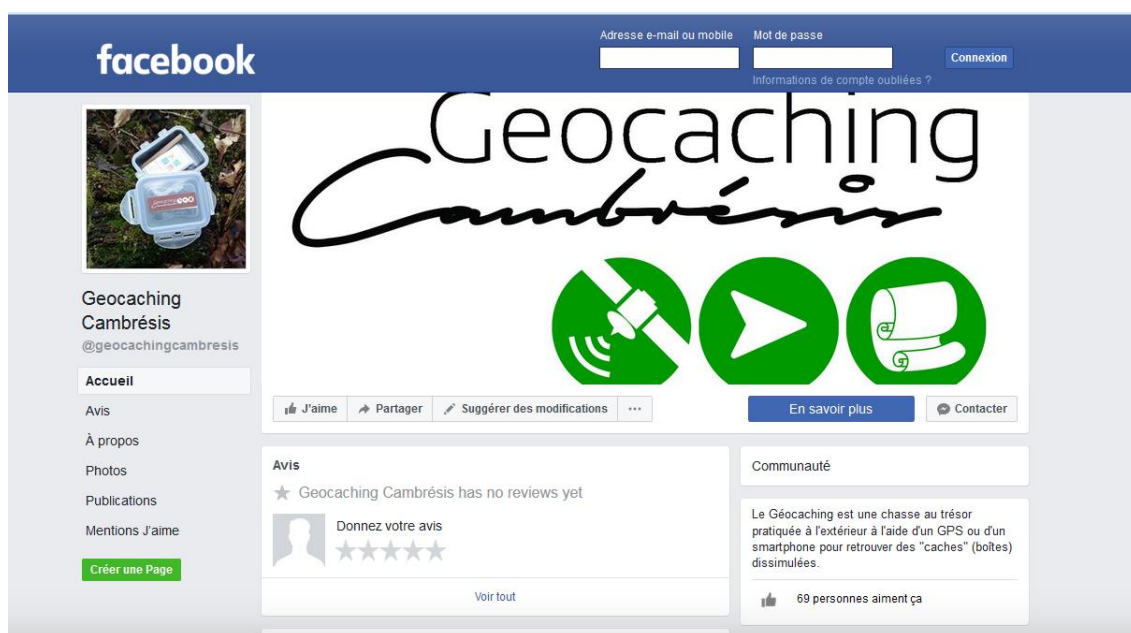 facebook
Adresse e-mail ou mobile
Mot de passe
Connexion
Informations de compte oubliées ?
Geocaching
Cambrésis
Geocaching
Cambrésis
@geocachingcambresis
Accueil
Avis
À propos
Photos
Publications
Mentions J'aime
Créer une Page
J'aime
Partager
Suggérer des modifications
...
En savoir plus
Contacter
Avis
Geocaching Cambrésis has no reviews yet
Donnez votre avis
Voir tout
Communauté
Le Géocaching est une chasse au trésor
pratiquée à l'extérieur à l'aide d'un GPS ou d'un
smartphone pour retrouver des "caches" (boîtes)
dissimulées.
69 personnes aiment ça